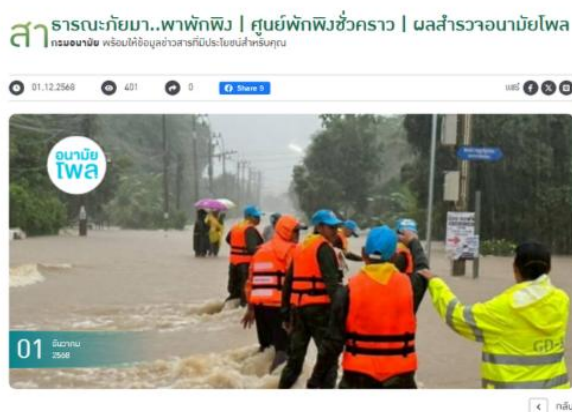 สาธารณะภัยมา..พาพักพิง | ศูนย์พักพิงชั่วคราว | ผลสำรวจอนามัยโพล
กรมอนามัย พร้อมให้ข้อมูลข่าวสารที่มีประโยชน์สำหรับคุณ
01.12.2568 401 0 Share 0 แชร์
อนามัย
โพล
01 ธันวาคม
2568
กลับ